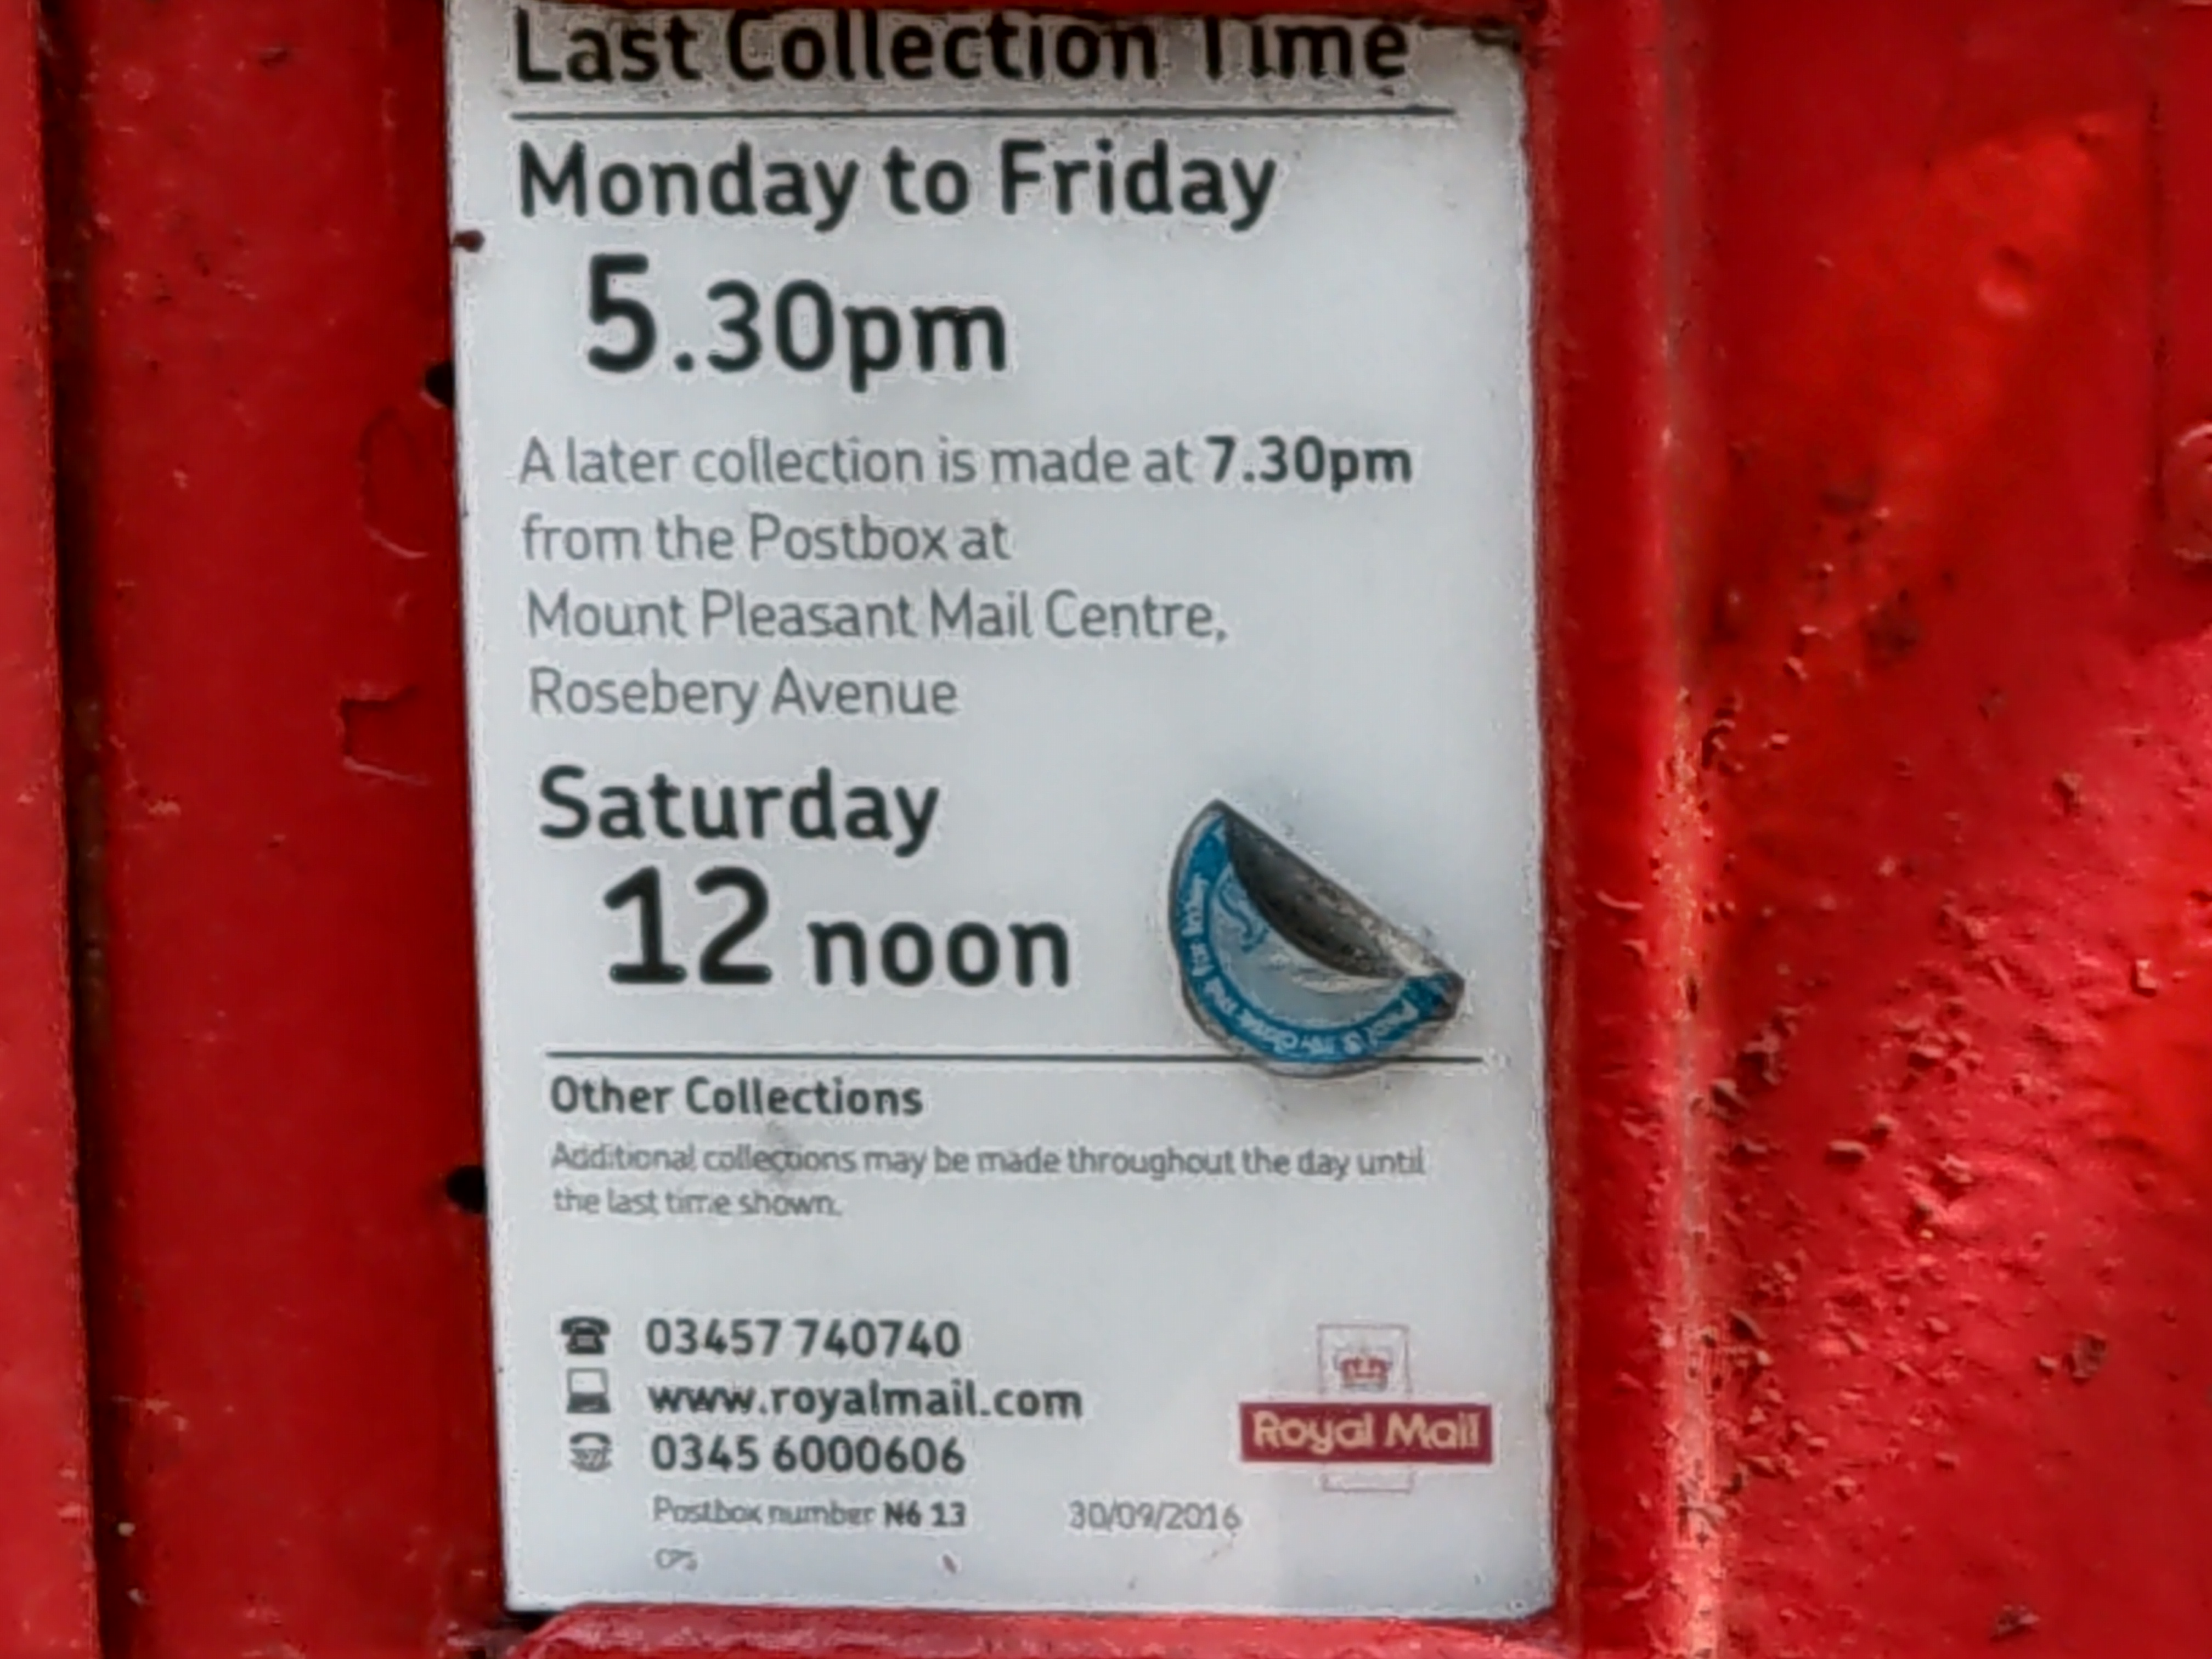 Last Collection Time
Monday to Friday
5.30pm
A later collection is made at 7.30pm
from the Postbox at
Mount Pleasant Mail Centre,
Rosebery Avenue
Saturday
12 noon
Other Collections
Additional collections may be made throughout the day until
the last time shown.
03457 740740
www.royalmail.com
0345 6000606
Royal Mail
Postbox number N6 13 30/09/2016